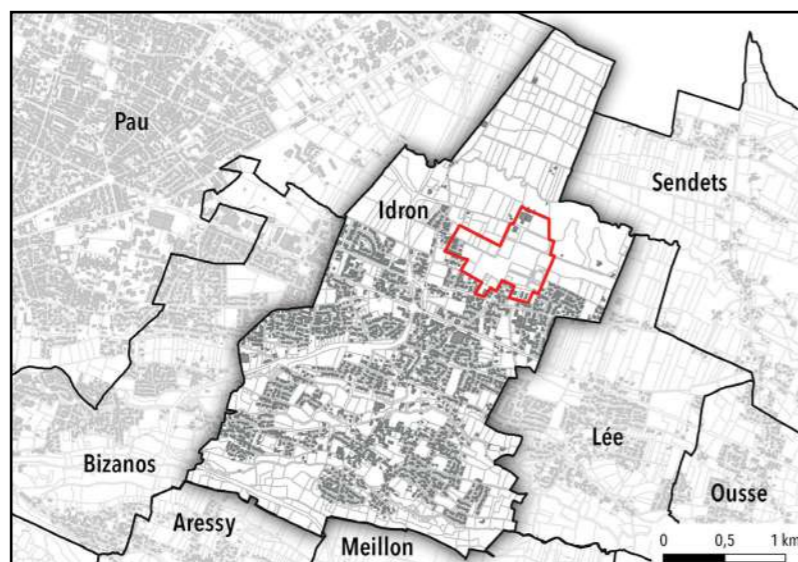 Pau
Idron
Sendets
Lée
Bizanos
Ousse
Aressy
Meillon
0 0,5 1 km